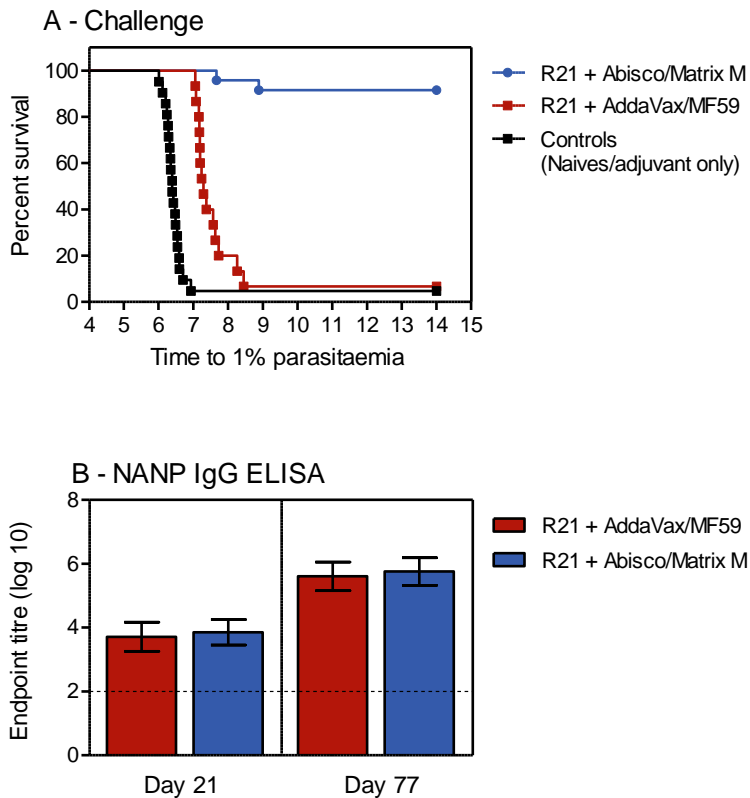 A - Challenge
Percent survival
100
80
60
40
20
0
4 5 6 7 8 9 10 11 12 13 14 15
Time to 1% parasitaemia
R21 + Abisco/Matrix M
R21 + AddaVax/MF59
Controls
(Naives/adjuvant only)
B - NANP IgG ELISA
Endpoint titre (log 10)
8
6
4
2
0
Day 21 Day 77
R21 + AddaVax/MF59
R21 + Abisco/Matrix M